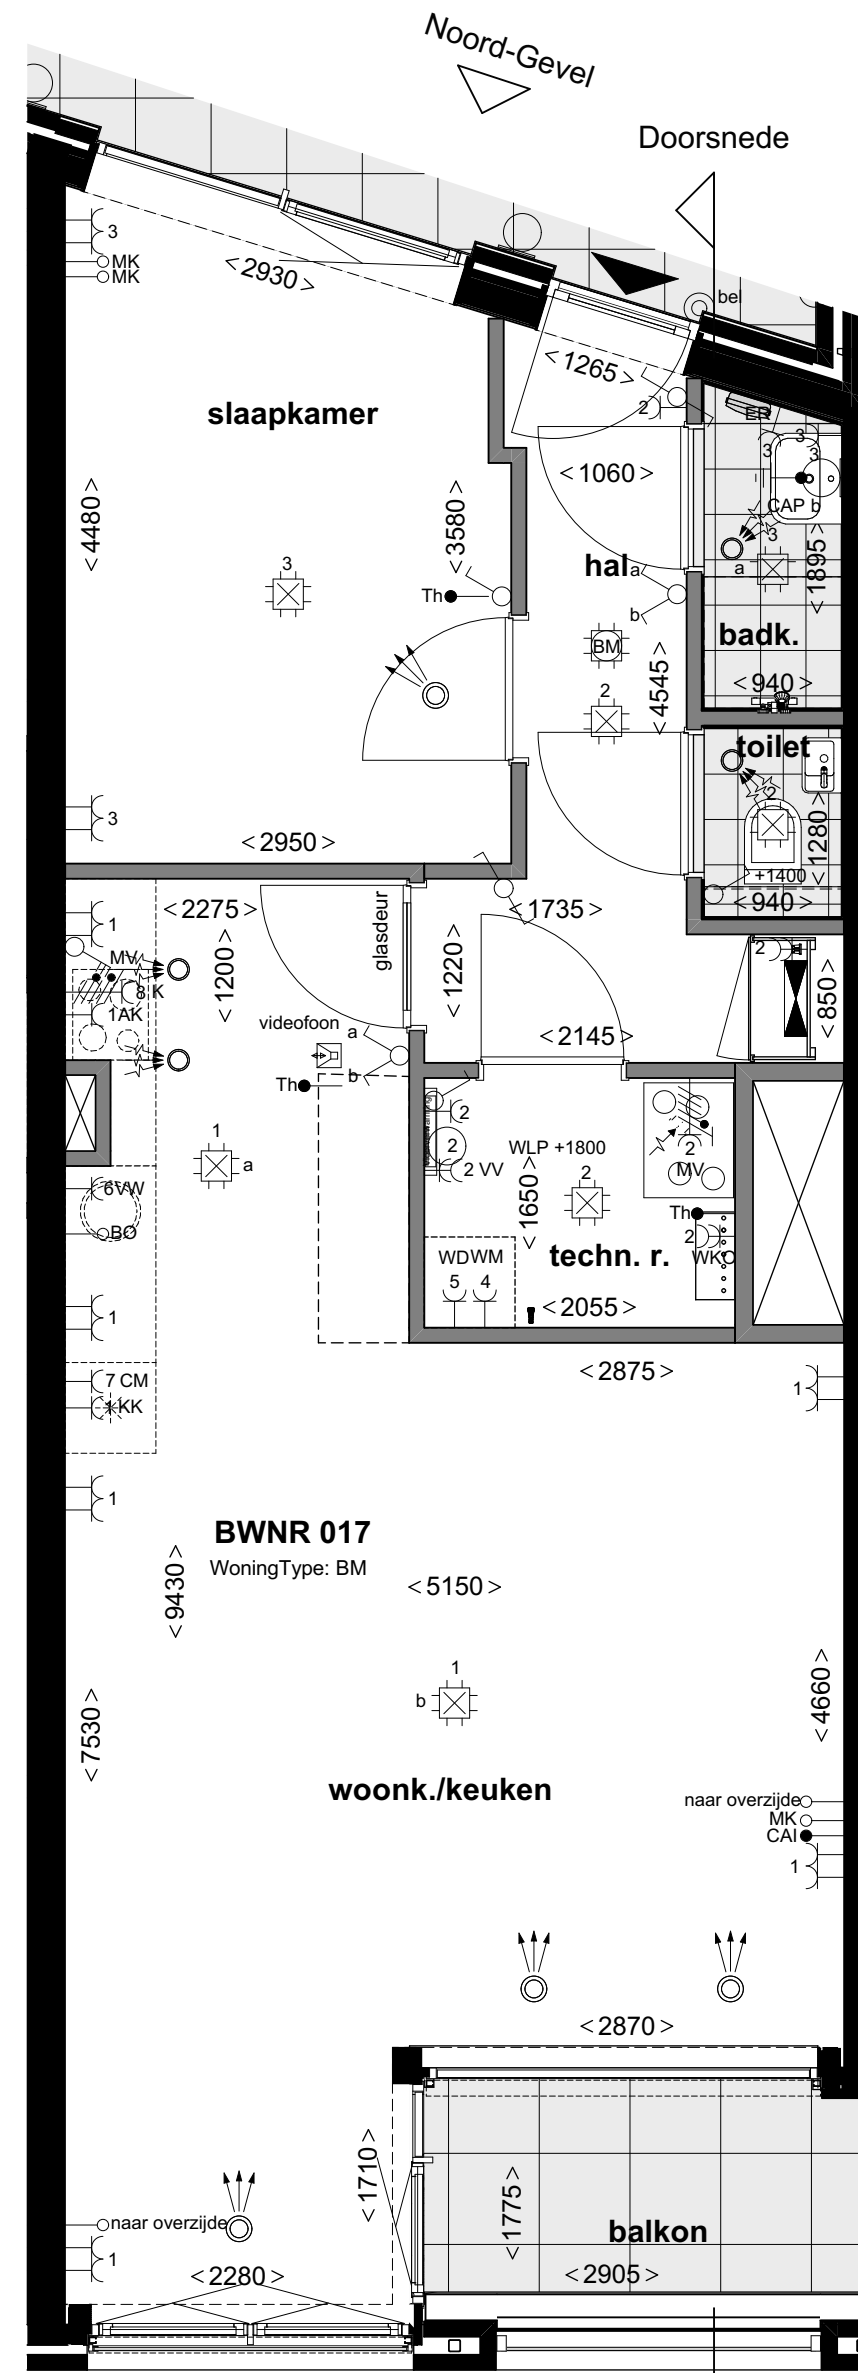 Noord-Gevel
Doorsnede
3
MK
MK
<2930>
bel
<1265>
2
ER
slaapkamer
3
3
3
<1060>
CAP b
<4480>
<3580>
3
<1895>
3
hal
a
a
Th
b
badk.
BM
<4545>
<940>
2
toilet
2
3
<2950>
<1280>
+1400
<940>
1
<2275>
glasdeur
<1735>
<1200>
<1220>
2
MV
8 K
<850>
1AK
videofoon
a
<2145>
b
Th
2
1
a
2
WLP +1800
2
2 VV
2
MV
<1650>
6VW
Th
BO
2
WKO
techn. r.
WD
WM
5
4
1
<2055>
<2875>
7 CM
1
1 KK
1
BWNR 017
WoningType: BM
<5150>
<9430>
1
b
<4660>
<7530>
woonk./keuken
naar overzijde
MK
CAI
1
<2870>
<1710>
<1775>
naar overzijde
balkon
1
<2280>
<2905>